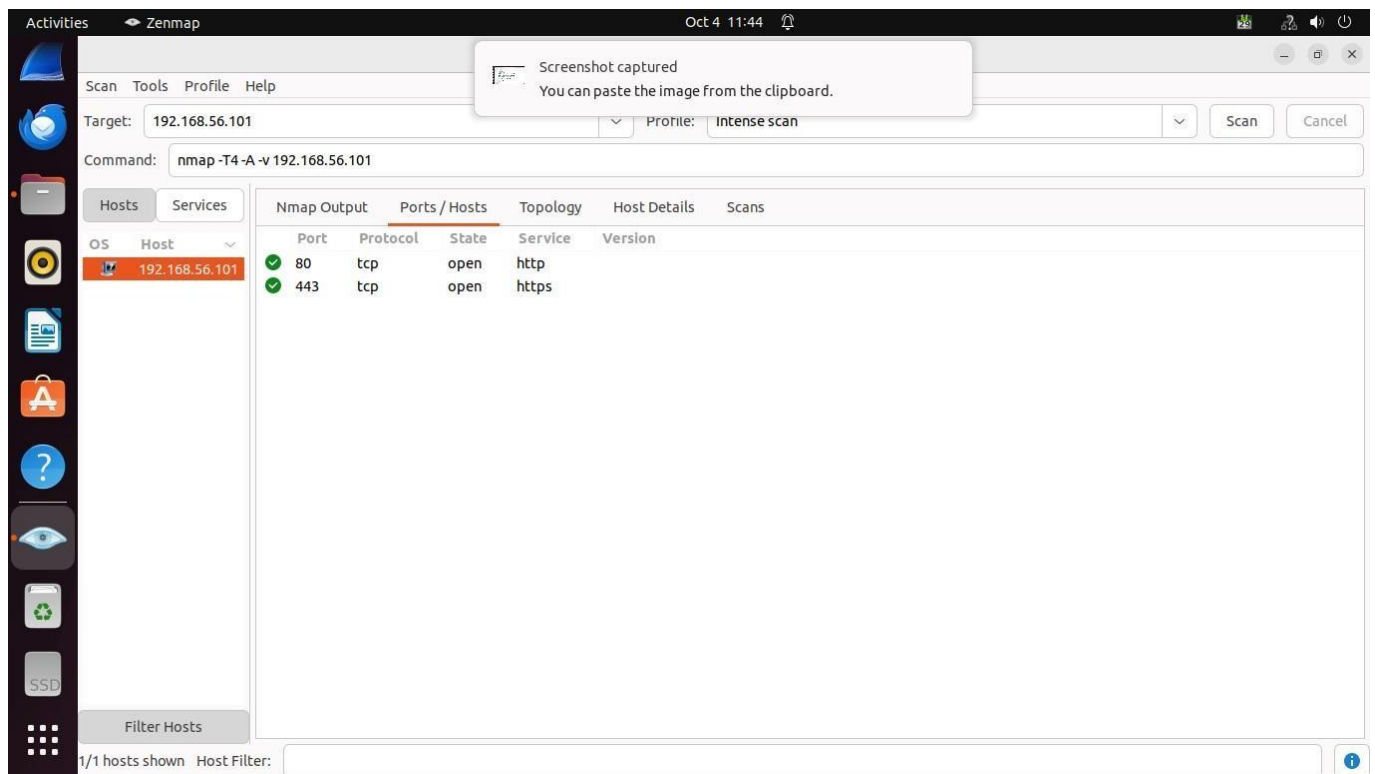 Activities Zenmap Oct 4 11:44
Screenshot captured
You can paste the image from the clipboard.
Scan Tools Profile Help
Target: 192.168.56.101 Profile: Intense scan Scan Cancel
Command: nmap -T4 -A -v 192.168.56.101
Hosts Services Nmap Output Ports / Hosts Topology Host Details Scans
OS Host Port Protocol State Service Version
192.168.56.101 80 tcp open http
443 tcp open https
SSD
Filter Hosts
1/1 hosts shown Host Filter: